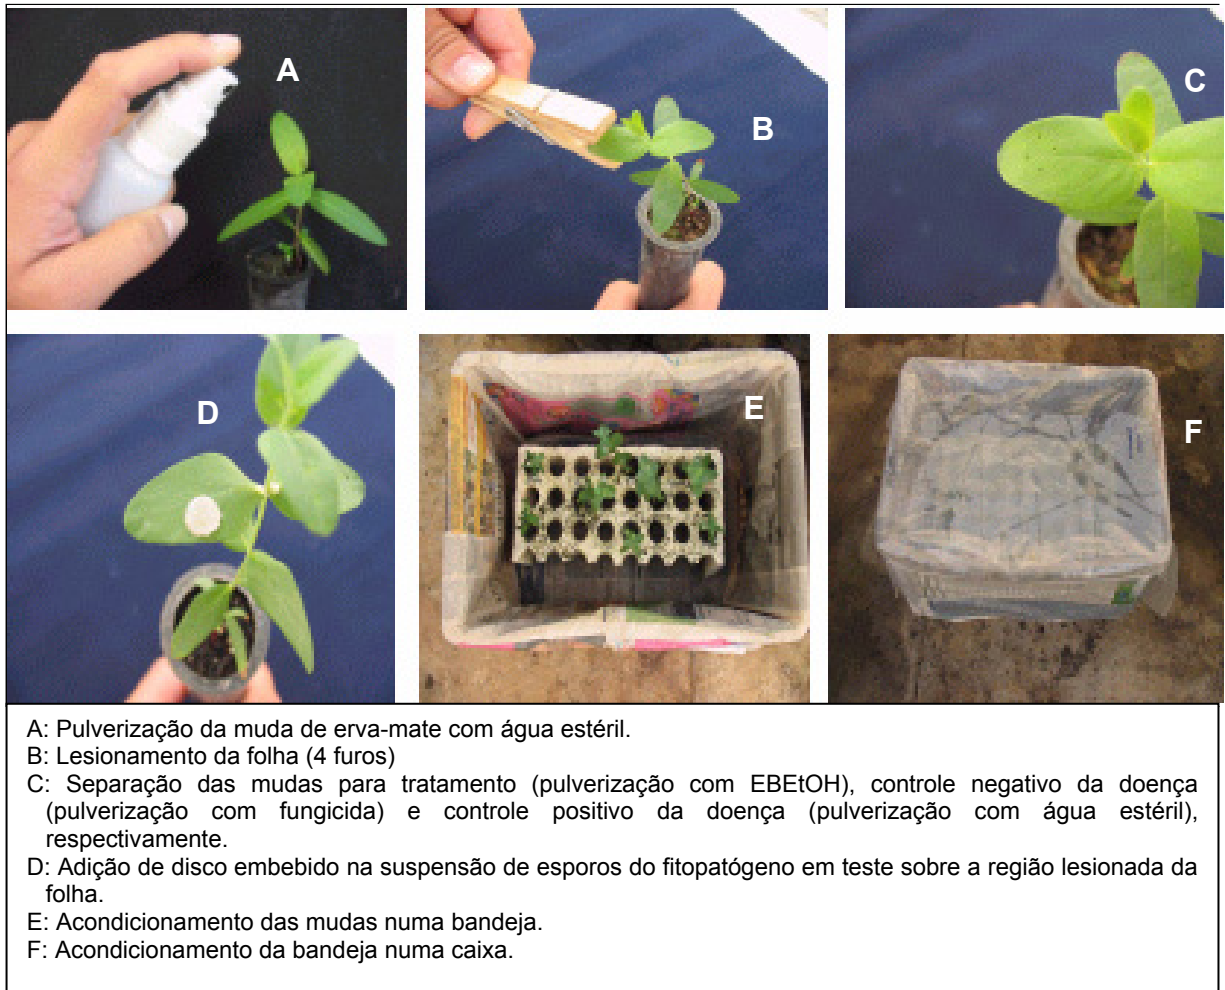 A
B
C
D
E
F
A: Pulverização da muda de erva-mate com água estéril.
B: Lesionamento da folha (4 furos)
C: Separação das mudas para tratamento (pulverização com EBEtOH), controle negativo da doença
(pulverização com fungicida) e controle positivo da doença (pulverização com água estéril),
respectivamente.
D: Adição de disco embebido na suspensão de esporos do fitopatógeno em teste sobre a região lesionada da
folha.
E: Acondicionamento das mudas numa bandeja.
F: Acondicionamento da bandeja numa caixa.